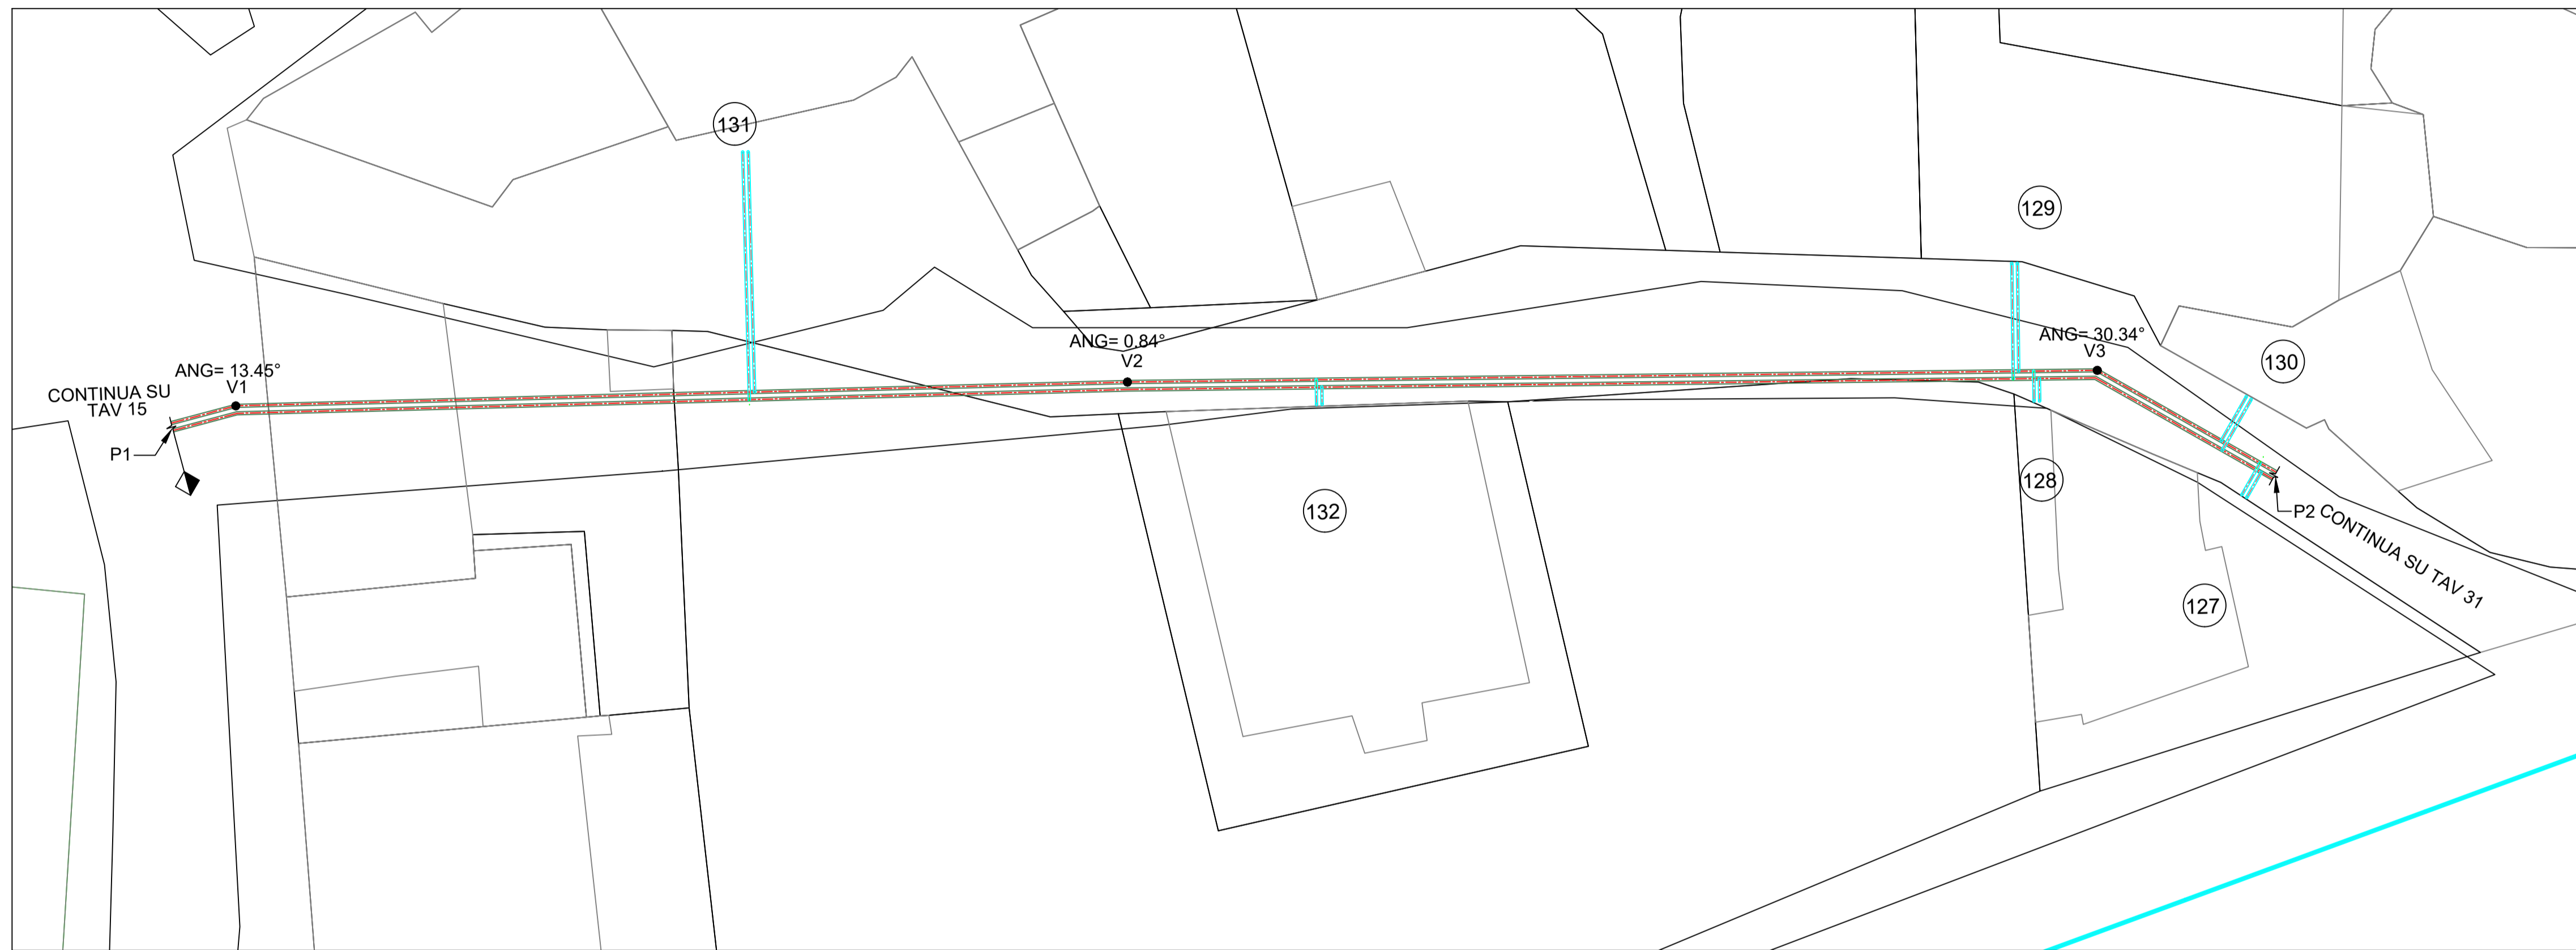 131
129
ANG= 30.34°
V3
ANG= 0.84°
V2
130
ANG= 13.45°
V1
CONTINUA SU
TAV 15
P1
128
132
P2
CONTINUA SU TAV 31
127